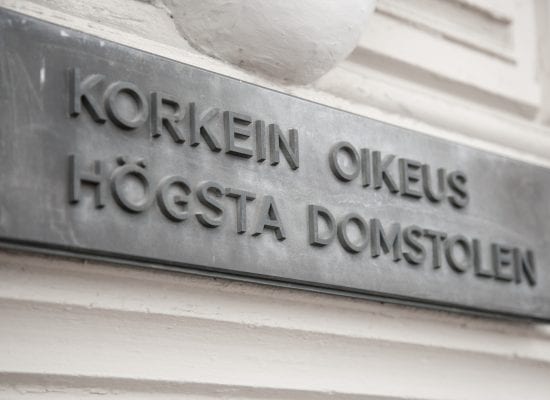 KORKEIN OIKEUS
HÖGSTA DOMSTOLEN